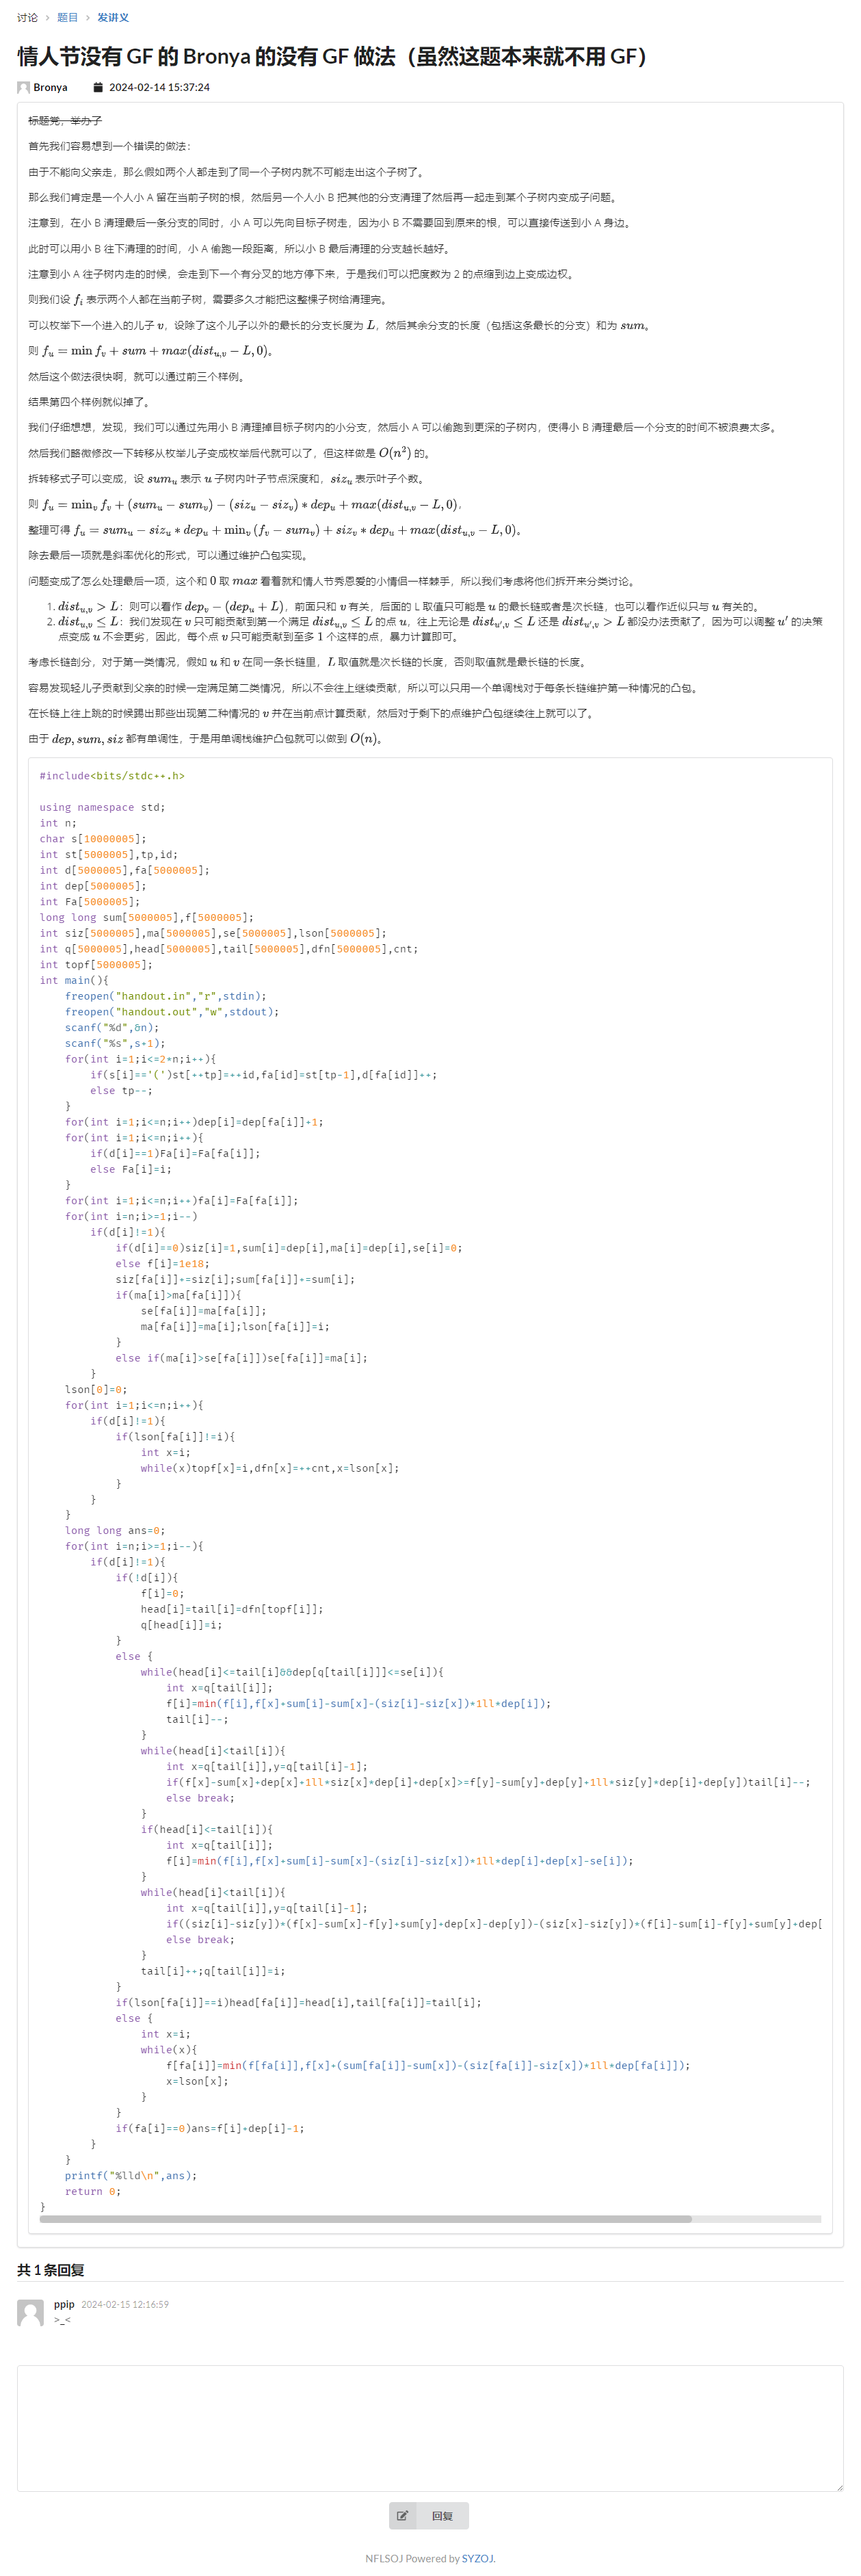 讨论 > 题目 > 发讲义
情人节没有 GF 的 Bronya 的没有 GF 做法（虽然这题本来就不用 GF）
Bronya 2024-02-14 15:37:24
标题党，举办了
首先我们容易想到一个错误的做法：
由于不能向父亲走，那么假如两个人都走到了同一个子树内就不可能走出这个子树了。
那么我们肯定是一个人小 A 留在当前子树的根，然后另一个人小 B 把其他的分支清理了然后再一起走到某个子树内变成子问题。
注意到，在小 B 清理最后一条分支的同时，小 A 可以先向目标子树走，因为小 B 不需要回到原来的根，可以直接传送到小 A 身边。
此时可以用小 B 往下清理的时间，小 A 偷跑一段距离，所以小 B 最后清理的分支越长越好。
注意到小 A 往子树内走的时候，会走到下一个有分叉的地方停下来，于是我们可以把度数为 2 的点缩到边上变成边权。
则我们设 f_i 表示两个人都在当前子树，需要多久才能把这整棵子树给清理完。
可以枚举下一个进入的儿子 v，设除了这个儿子以外的最长的分支长度为 L，然后其余分支的长度（包括这条最长的分支）和为 sum。
则 f_u = min f_v + sum + max(dist_{u,v} − L, 0)。
然后这个做法很快啊，就可以通过前三个样例。
结果第四个样例就似掉了。
我们仔细想想，发现，我们可以通过先用小 B 清理掉目标子树内的小分支，然后小 A 可以偷跑到更深的子树内，使得小 B 清理最后一个分支的时间不被浪费太多。
然后我们略微修改一下转移从枚举儿子变成枚举后代就可以了，但这样做是 O(n^2) 的。
拆转移式子可以变成，设 sum_u 表示 u 子树内叶子节点深度和，siz_u 表示叶子个数。
则 f_u = min_v f_v + (sum_u − sum_v) − (siz_u − siz_v) ∗ dep_u + max(dist_{u,v} − L, 0)，
整理可得 f_u = sum_u − siz_u ∗ dep_u + min_v (f_v − sum_v) + siz_v ∗ dep_u + max(dist_{u,v} − L, 0)。
除去最后一项就是斜率优化的形式，可以通过维护凸包实现。
问题变成了怎么处理最后一项，这个和 0 取 max 看着就和情人节秀恩爱的小情侣一样棘手，所以我们考虑将他们拆开来分类讨论。
1. dist_{u,v} > L：则可以看作 dep_v − (dep_u + L)，前面只和 v 有关，后面的 L 取值只可能是 u 的最长链或者是次长链，也可以看作近似只与 u 有关的。
2. dist_{u,v} ≤ L：我们发现在 v 只可能贡献到第一个满足 dist_{u,v} ≤ L 的点 u，往上无论是 dist_{u′,v} ≤ L 还是 dist_{u′,v} > L 都没办法贡献了，因为可以调整 u′ 的决策
点变成 u 不会更劣，因此，每个点 v 只可能贡献到至多 1 个这样的点，暴力计算即可。
考虑长链剖分，对于第一类情况，假如 u 和 v 在同一条长链里，L 取值就是次长链的长度，否则取值就是最长链的长度。
容易发现轻儿子贡献到父亲的时候一定满足第二类情况，所以不会往上继续贡献，所以可以只用一个单调栈对于每条长链维护第一种情况的凸包。
在长链上往上跳的时候踢出那些出现第二种情况的 v 并在当前点计算贡献，然后对于剩下的点维护凸包继续往上就可以了。
由于 dep, sum, siz 都有单调性，于是用单调栈维护凸包就可以做到 O(n)。
#include<bits/stdc++.h>
using namespace std;
int n;
char s[10000005];
int st[5000005],tp,id;
int d[5000005],fa[5000005];
int dep[5000005];
int Fa[5000005];
long long sum[5000005],f[5000005];
int siz[5000005],ma[5000005],se[5000005],lson[5000005];
int q[5000005],head[5000005],tail[5000005],dfn[5000005],cnt;
int topf[5000005];
int main(){
    freopen("handout.in","r",stdin);
    freopen("handout.out","w",stdout);
    scanf("%d",&n);
    scanf("%s",s+1);
    for(int i=1;i<=2*n;i++){
        if(s[i]=='(')st[++tp]=++id,fa[id]=st[tp-1],d[fa[id]]++;
        else tp--;
    }
    for(int i=1;i<=n;i++)dep[i]=dep[fa[i]]+1;
    for(int i=1;i<=n;i++){
        if(d[i]==1)Fa[i]=Fa[fa[i]];
        else Fa[i]=i;
    }
    for(int i=1;i<=n;i++)fa[i]=Fa[fa[i]];
    for(int i=n;i>=1;i--)
        if(d[i]!=1){
            if(d[i]==0)siz[i]=1,sum[i]=dep[i],ma[i]=dep[i],se[i]=0;
            else f[i]=1e18;
            siz[fa[i]]+=siz[i];sum[fa[i]]+=sum[i];
            if(ma[i]>ma[fa[i]]){
                se[fa[i]]=ma[fa[i]];
                ma[fa[i]]=ma[i];lson[fa[i]]=i;
            }
            else if(ma[i]>se[fa[i]])se[fa[i]]=ma[i];
        }
    lson[0]=0;
    for(int i=1;i<=n;i++){
        if(d[i]!=1){
            if(lson[fa[i]]!=i){
                int x=i;
                while(x)topf[x]=i,dfn[x]=++cnt,x=lson[x];
            }
        }
    }
    long long ans=0;
    for(int i=n;i>=1;i--){
        if(d[i]!=1){
            if(!d[i]){
                f[i]=0;
                head[i]=tail[i]=dfn[topf[i]];
                q[head[i]]=i;
            }
            else {
                while(head[i]<=tail[i]&&dep[q[tail[i]]]<=se[i]){
                    int x=q[tail[i]];
                    f[i]=min(f[i],f[x]+sum[i]-sum[x]-(siz[i]-siz[x])*1ll*dep[i]);
                    tail[i]--;
                }
                while(head[i]<tail[i]){
                    int x=q[tail[i]],y=q[tail[i]-1];
                    if(f[x]-sum[x]+dep[x]+1ll*siz[x]*dep[i]+dep[x]>=f[y]-sum[y]+dep[y]+1ll*siz[y]*dep[i]+dep[y])tail[i]--;
                    else break;
                }
                if(head[i]<=tail[i]){
                    int x=q[tail[i]];
                    f[i]=min(f[i],f[x]+sum[i]-sum[x]-(siz[i]-siz[x])*1ll*dep[i]+dep[x]-se[i]);
                }
                while(head[i]<tail[i]){
                    int x=q[tail[i]],y=q[tail[i]-1];
                    if((siz[i]-siz[y])*(f[x]-sum[x]-f[y]+sum[y]+dep[x]-dep[y])-(siz[x]-siz[y])*(f[i]-sum[i]-f[y]+sum[y]+dep[
                    else break;
                }
                tail[i]++;q[tail[i]]=i;
            }
            if(lson[fa[i]]==i)head[fa[i]]=head[i],tail[fa[i]]=tail[i];
            else {
                int x=i;
                while(x){
                    f[fa[i]]=min(f[fa[i]],f[x]+(sum[fa[i]]-sum[x])-(siz[fa[i]]-siz[x])*1ll*dep[fa[i]]);
                    x=lson[x];
                }
            }
            if(fa[i]==0)ans=f[i]+dep[i]-1;
        }
    }
    printf("%lld\n",ans);
    return 0;
}
共 1 条回复
ppip 2024-02-15 12:16:59
>_<
回复
NFLSOJ Powered by SYZOJ.